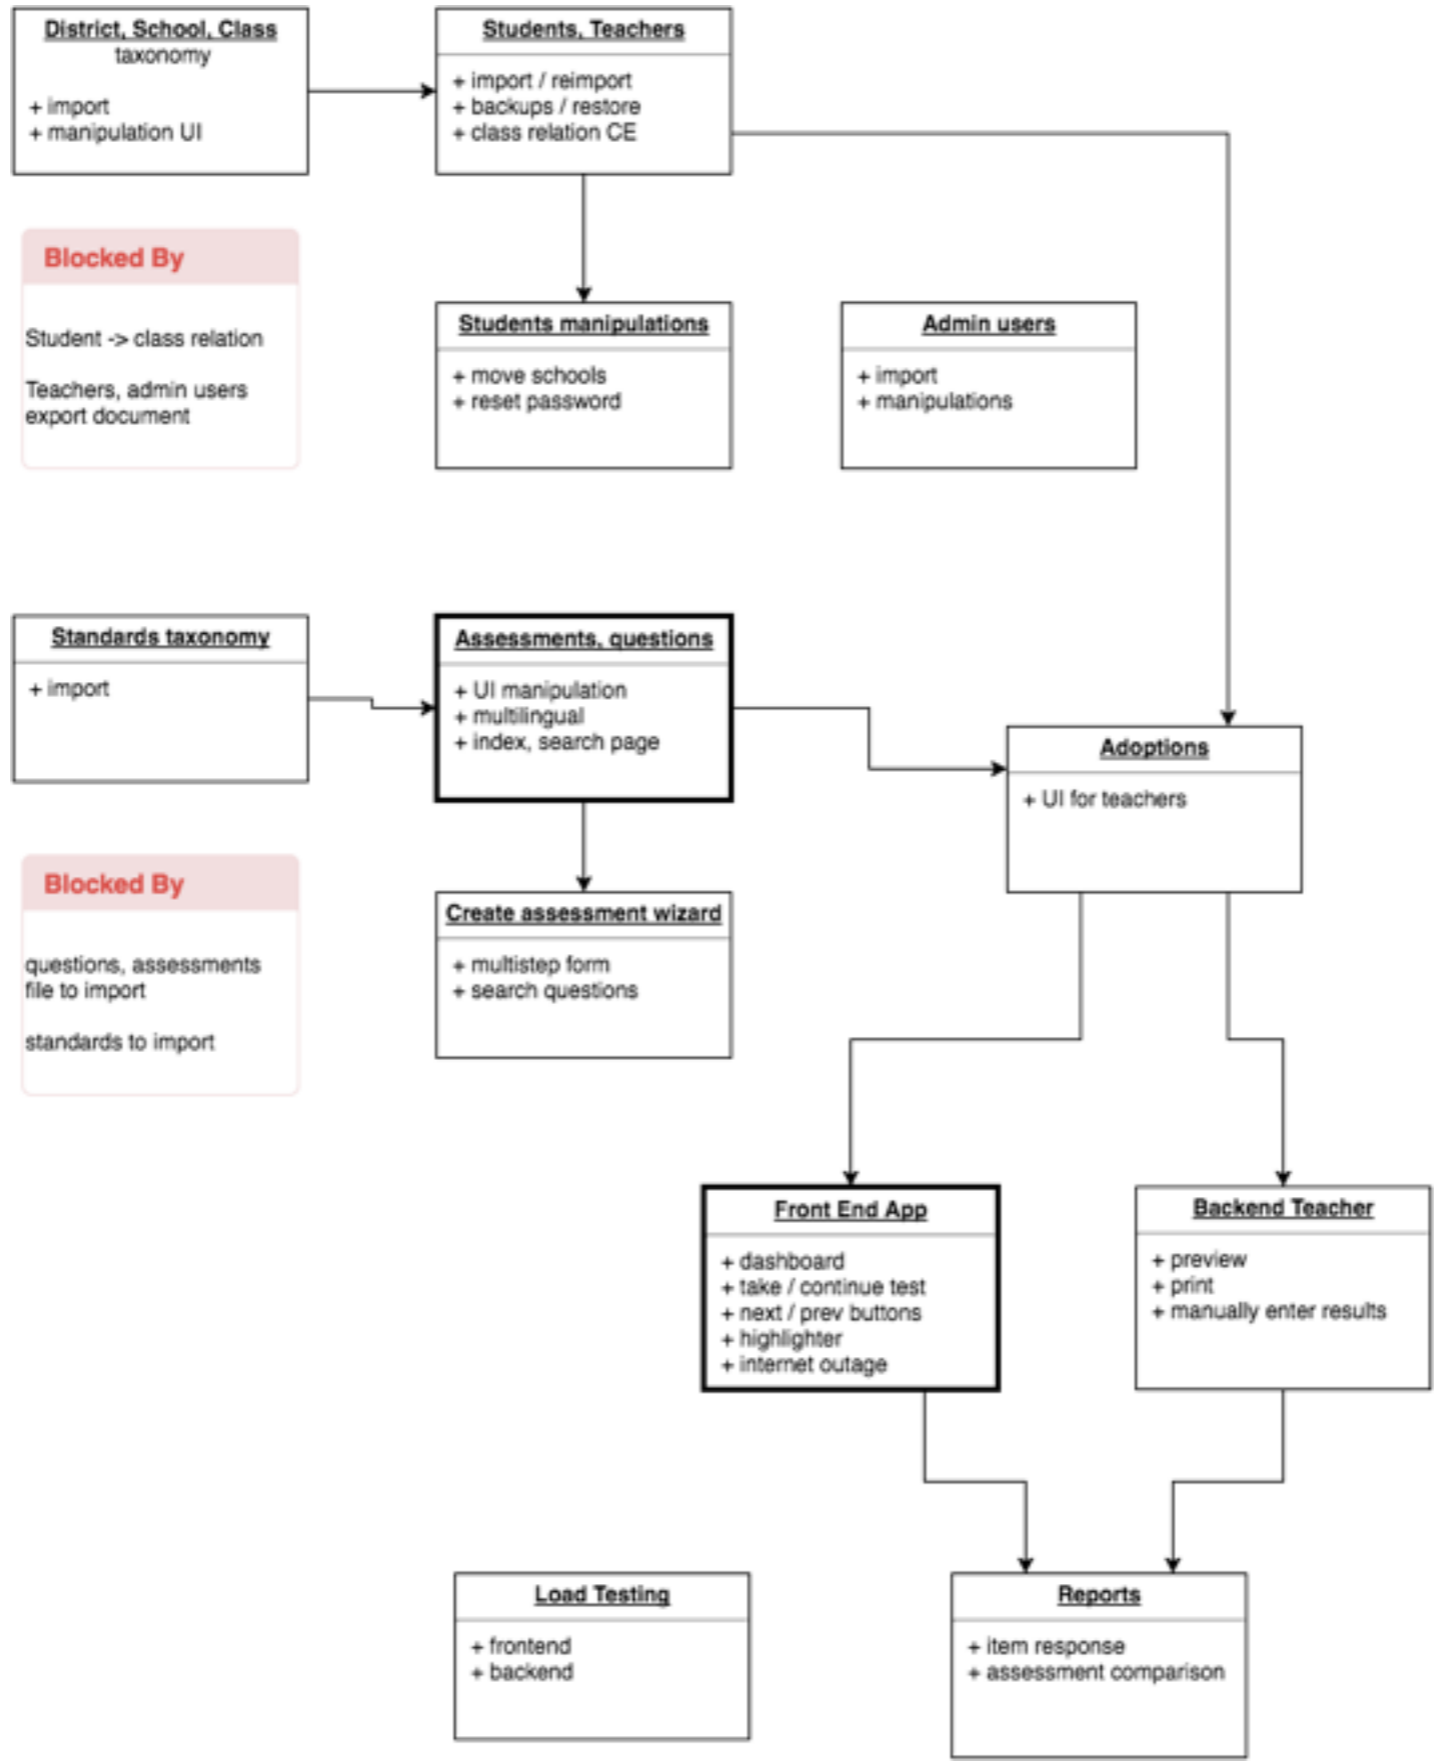 District, School, Class
taxonomy
+ import
+ manipulation UI
Students, Teachers
+ import / reimport
+ backups / restore
+ class relation CE
Blocked By
Student -> class relation
Teachers, admin users
export document
Students manipulations
+ move schools
+ reset password
Admin users
+ import
+ manipulations
Standards taxonomy
+ import
Assessments, questions
+ UI manipulation
+ multilingual
+ index, search page
Adoptions
+ UI for teachers
Blocked By
questions, assessments
file to import
standards to import
Create assessment wizard
+ multistep form
+ search questions
Front End App
+ dashboard
+ take / continue test
+ next / prev buttons
+ highlighter
+ internet outage
Backend Teacher
+ preview
+ print
+ manually enter results
Load Testing
+ frontend
+ backend
Reports
+ item response
+ assessment comparison